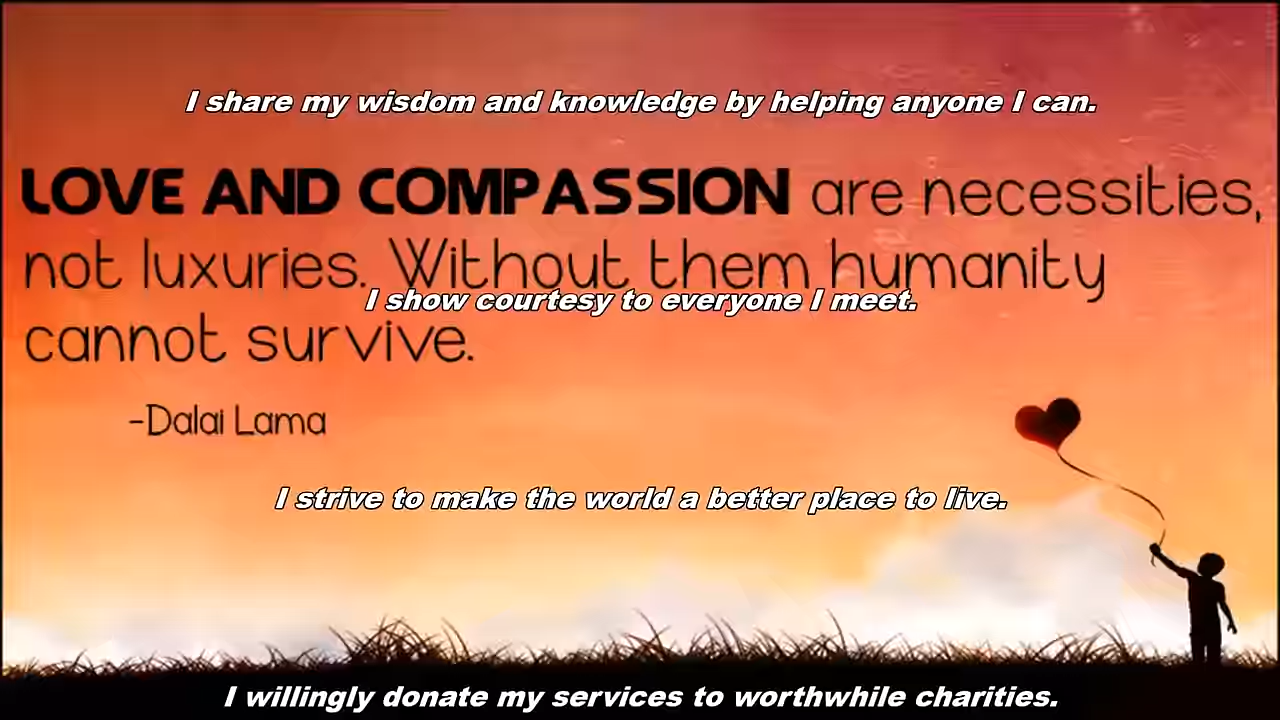 I share my wisdom and knowledge by helping anyone I can.
LOVE AND COMPASSION are necessities,
not luxuries. Without them humanity
I show courtesy to everyone I meet.
cannot survive.
-Dalai Lama
I strive to make the world a better place to live.
I willingly donate my services to worthwhile charities.